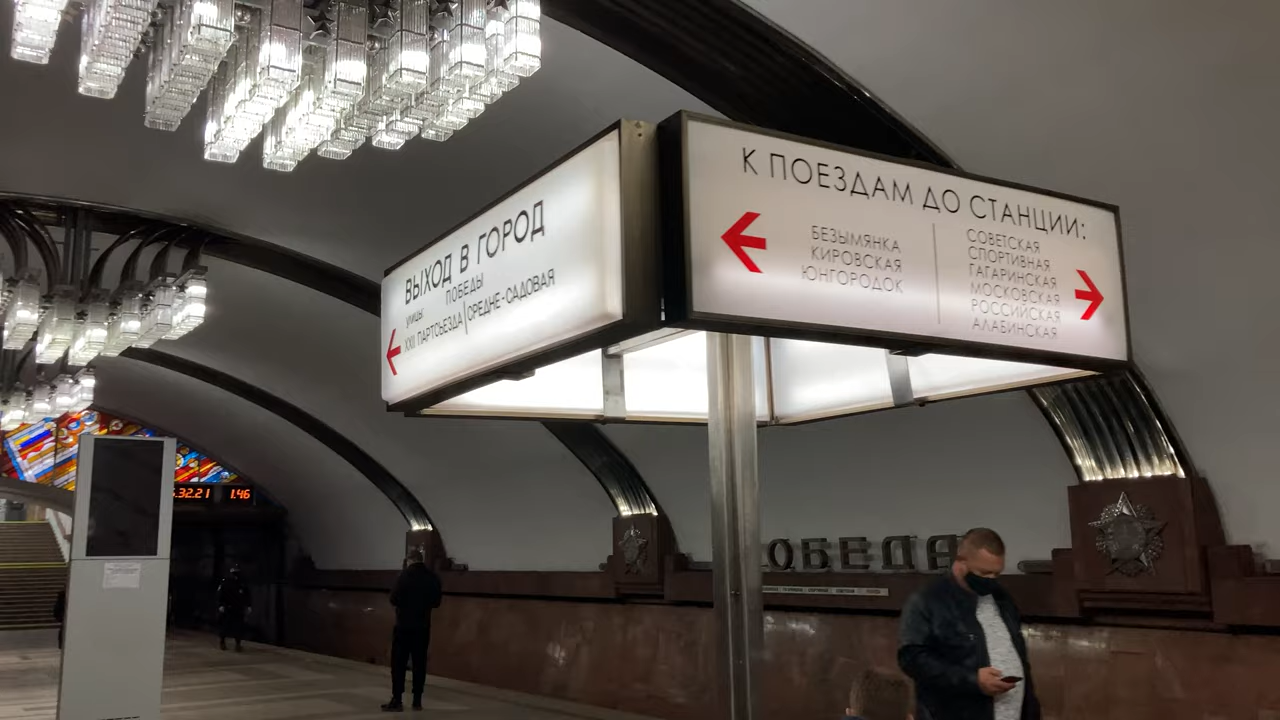 ВЫХОД В ГОРОД
ПОБЕДЫ
УЛИЦЫ:
XXII ПАРТСЪЕЗДА СРЕДНЕ-САДОВАЯ
К ПОЕЗДАМ ДО СТАНЦИИ:
БЕЗЫМЯНКА
КИРОВСКАЯ
ЮНГОРОДОК
СОВЕТСКАЯ
СПОРТИВНАЯ
ГАГАРИНСКАЯ
МОСКОВСКАЯ
РОССИЙСКАЯ
АЛАБИНСКАЯ
.32.21 1.46
ОБЕДА